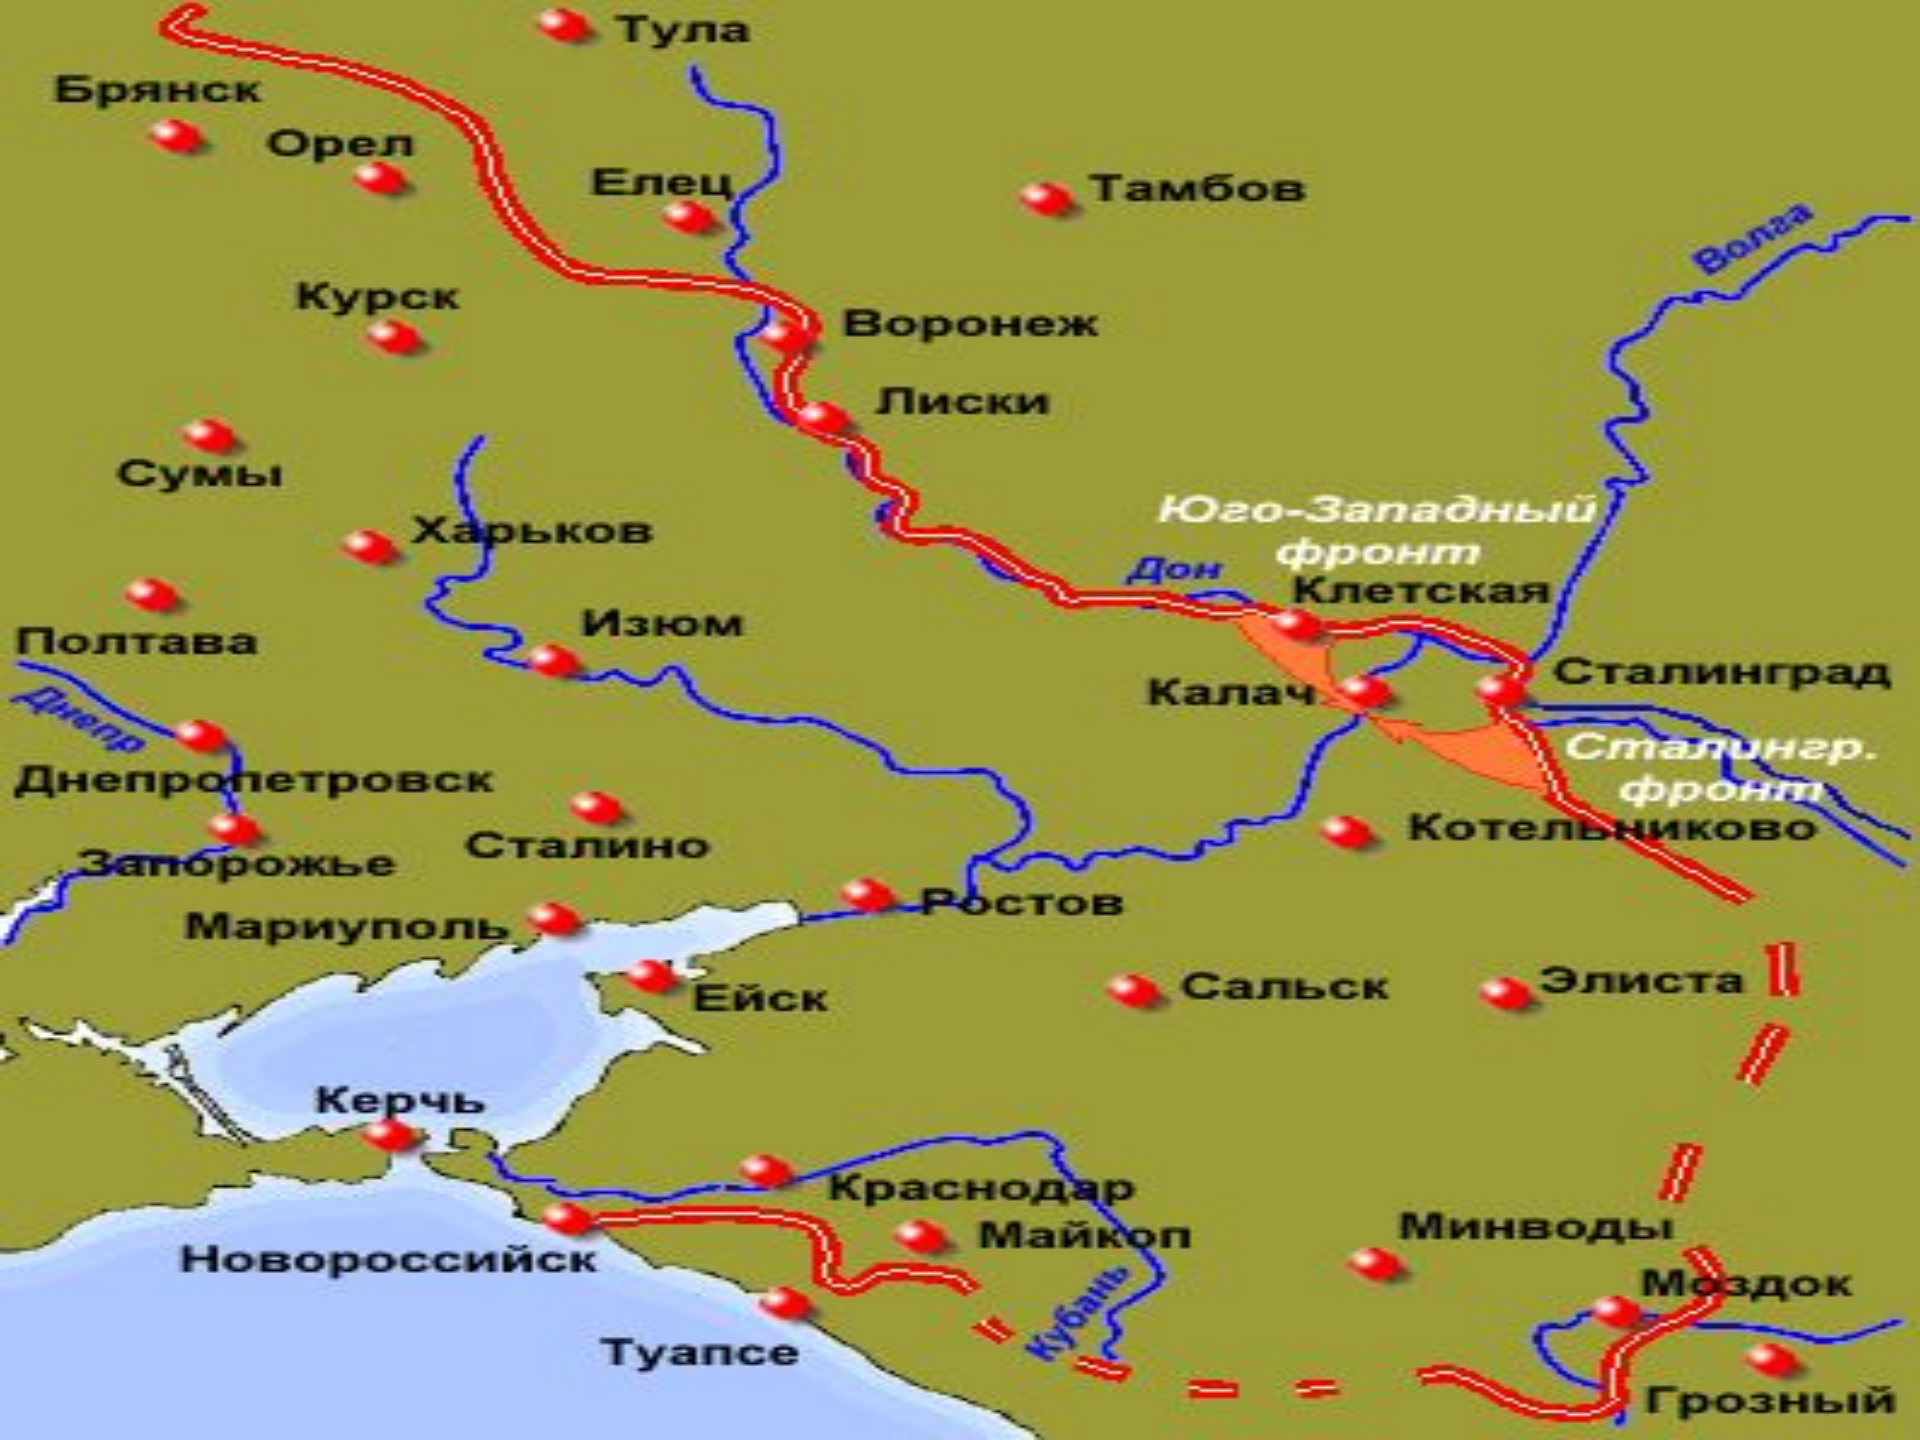 Тула
Брянск
Орел
Елец
Тамбов
Волга
Курск
Воронеж
Лиски
Сумы
Харьков
Юго-Западный
фронт
Дон
Клетская
Изюм
Полтава
Сталинград
Калач
Днепр
Сталингр.
фронт
Днепропетровск
Котельниково
Сталино
Запорожье
Ростов
Мариуполь
Ейск
Сальск
Элиста
Керчь
Краснодар
Майкоп
Минводы
Новороссийск
Моздок
Кубань
Туапсе
Грозный